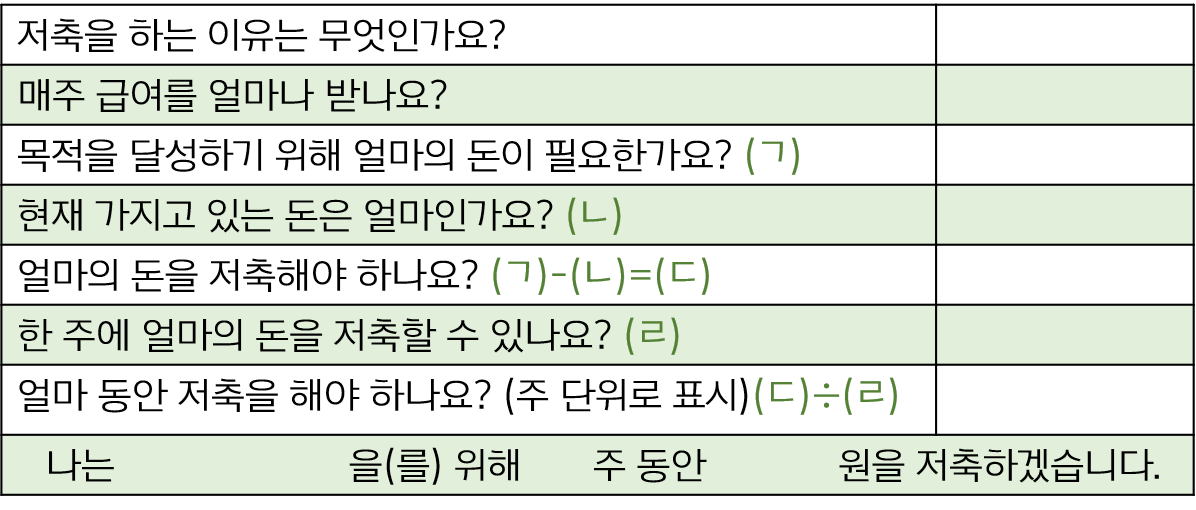 저축을 하는 이유는 무엇인가요?
매주 급여를 얼마나 받나요?
목적을 달성하기 위해 얼마의 돈이 필요한가요? (ㄱ)
현재 가지고 있는 돈은 얼마인가요? (ㄴ)
얼마의 돈을 저축해야 하나요? (ㄱ)-(ㄴ)=(ㄷ)
한 주에 얼마의 돈을 저축할 수 있나요? (ㄹ)
얼마 동안 저축을 해야 하나요? (주 단위로 표시)(ㄷ)÷(ㄹ)
나는 을(를) 위해 주 동안 원을 저축하겠습니다.